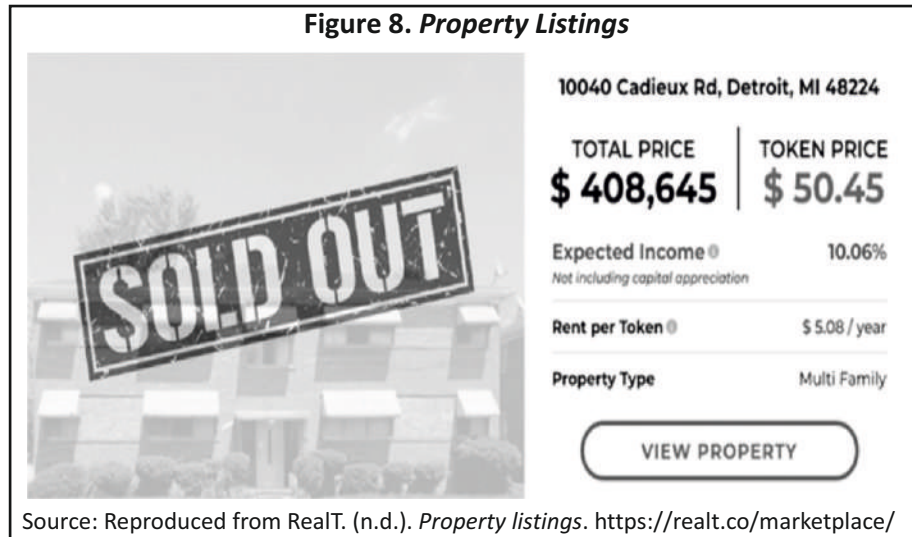 Figure 8. Property Listings
SOLD OUT
10040 Cadieux Rd, Detroit, MI 48224
TOTAL PRICE
$ 408,645
TOKEN PRICE
$ 50.45
Expected Income
10.06%
Not including capital appreciation
Rent per Token
$ 5.08 / year
Property Type
Multi Family
VIEW PROPERTY
Source: Reproduced from RealT. (n.d.). Property listings. https://realt.co/marketplace/